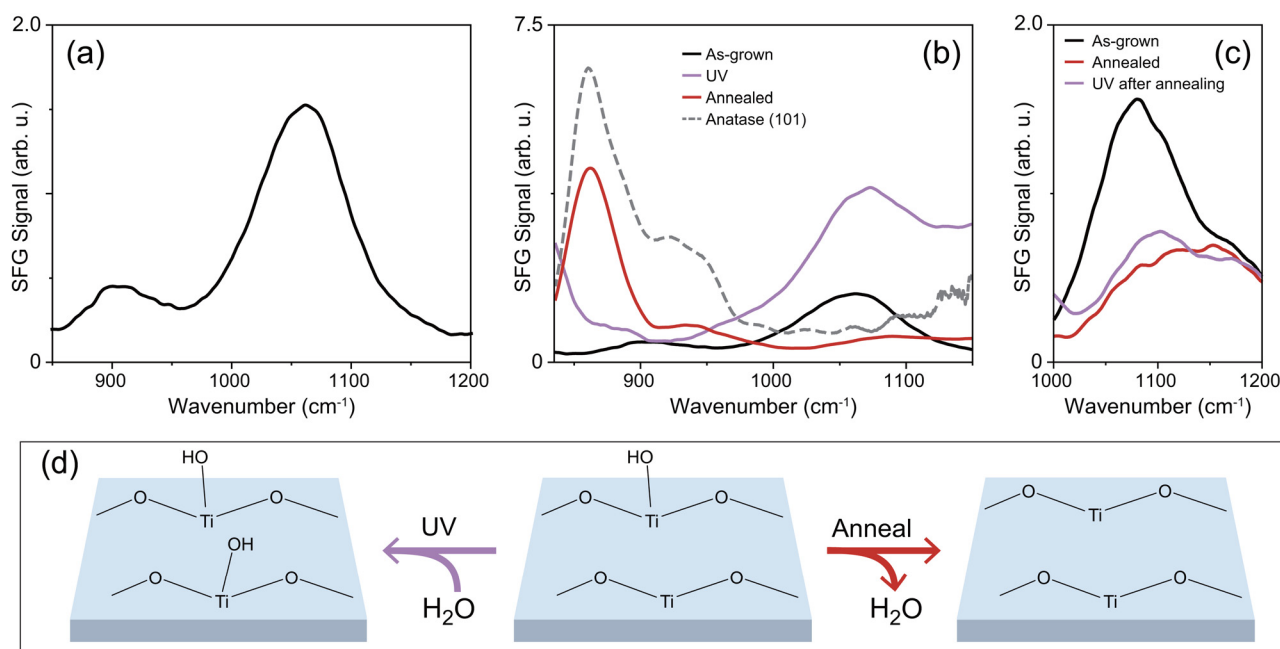 (a)
2.0
0
SFG Signal (arb. u.)
900
1000
1100
1200
Wavenumber (cm⁻¹)
(b)
7.5
0
SFG Signal (arb. u.)
As-grown
UV
Annealed
Anatase (101)
900
1000
1100
Wavenumber (cm⁻¹)
(c)
2.0
0
SFG Signal (arb. u.)
As-grown
Annealed
UV after annealing
1000
1100
1200
Wavenumber (cm⁻¹)
(d)
HO
O
O
Ti
OH
O
O
Ti
UV
H₂O
HO
O
O
Ti
O
O
Ti
Anneal
H₂O
O
O
Ti
O
O
Ti